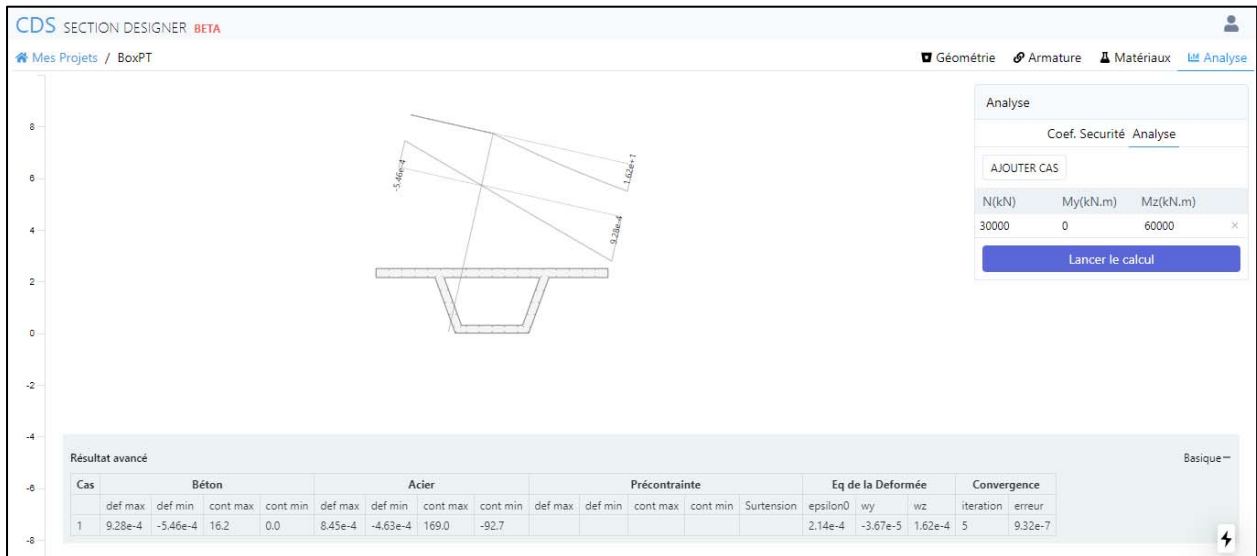 CDS SECTION DESIGNER BETA
Mes Projets / BoxPT
Géométrie Armature Matériaux Analyse
Analyse
Coef. Securité Analyse
AJOUTER CAS
N(kN) My(kN.m) Mz(kN.m)
30000 0 60000 ×
Lancer le calcul
8
6
4
2
0
-2
-4
-6
-8
-5.46e-4
1.62e+1
9.28e-4
Résultat avancé Basique
Cas Béton Acier Précontrainte Eq de la Deformée Convergence
def max def min cont max cont min def max def min cont max cont min def max def min cont max cont min Surtension epsilon0 wy wz iteration erreur
1 9.28e-4 -5.46e-4 16.2 0.0 8.45e-4 -4.63e-4 169.0 -92.7 2.14e-4 -3.67e-5 1.62e-4 5 9.32e-7